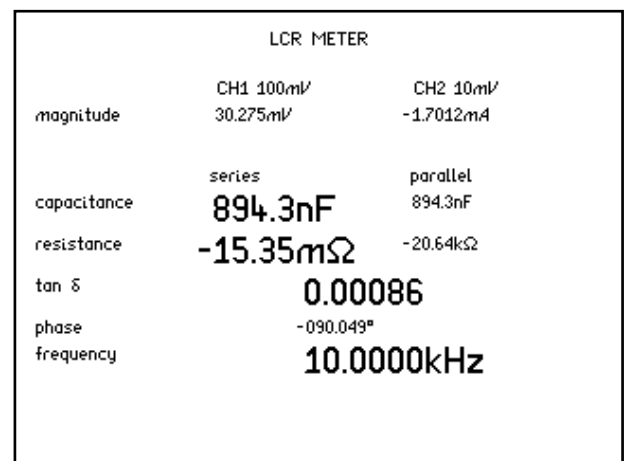 LCR METER
CH1 100mV CH2 10mV
magnitude 30.275mV -1.7012mA
series parallel
capacitance 894.3nF 894.3nF
resistance -15.35mΩ -20.64kΩ
tan δ 0.00086
phase -090.049°
frequency 10.0000kHz